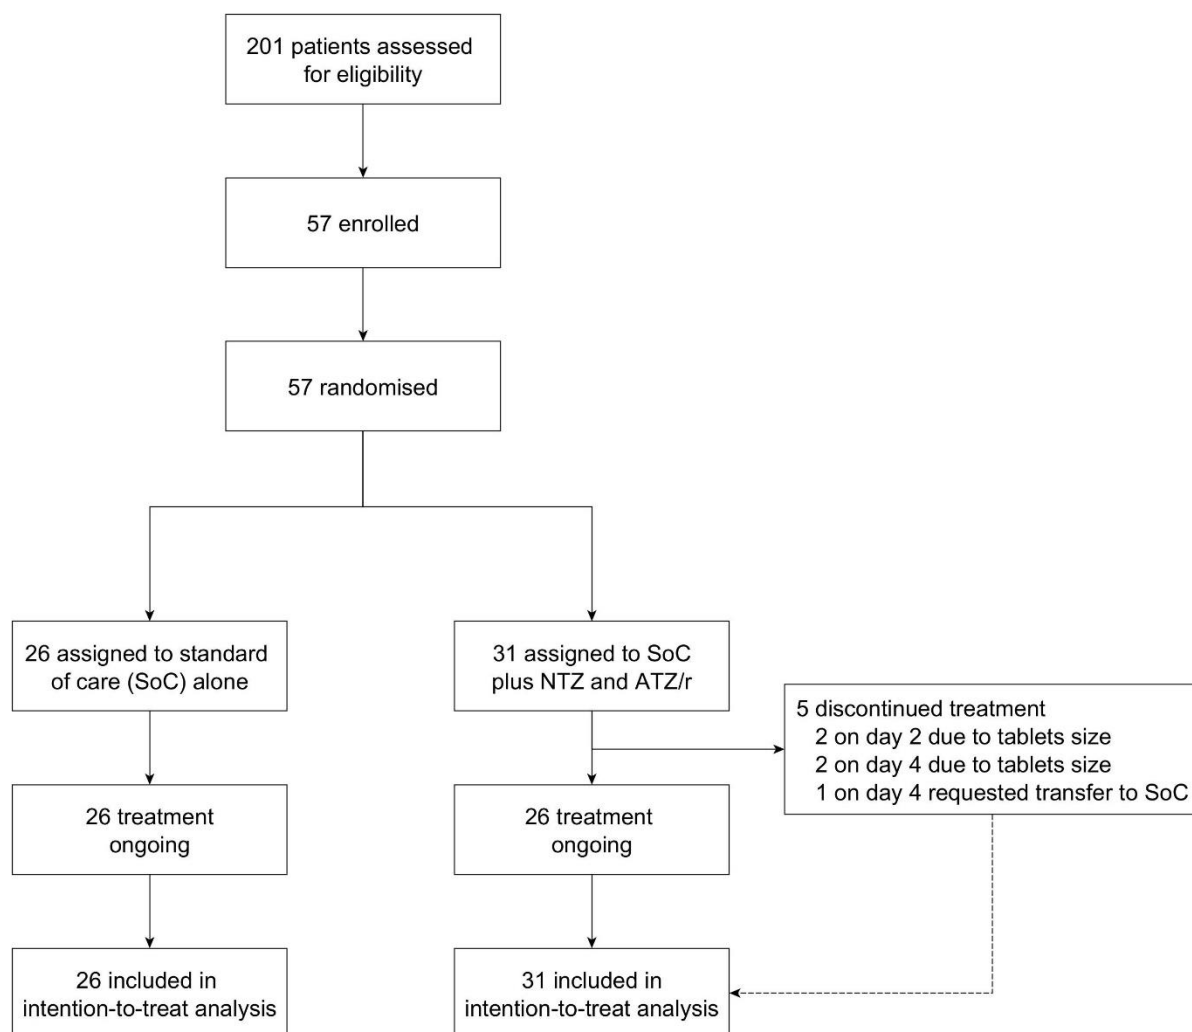 201 patients assessed
for eligibility
57 enrolled
57 randomised
26 assigned to standard
of care (SoC) alone
31 assigned to SoC
plus NTZ and ATZ/r
5 discontinued treatment
2 on day 2 due to tablets size
2 on day 4 due to tablets size
1 on day 4 requested transfer to SoC
26 treatment
ongoing
26 treatment
ongoing
26 included in
intention-to-treat analysis
31 included in
intention-to-treat analysis